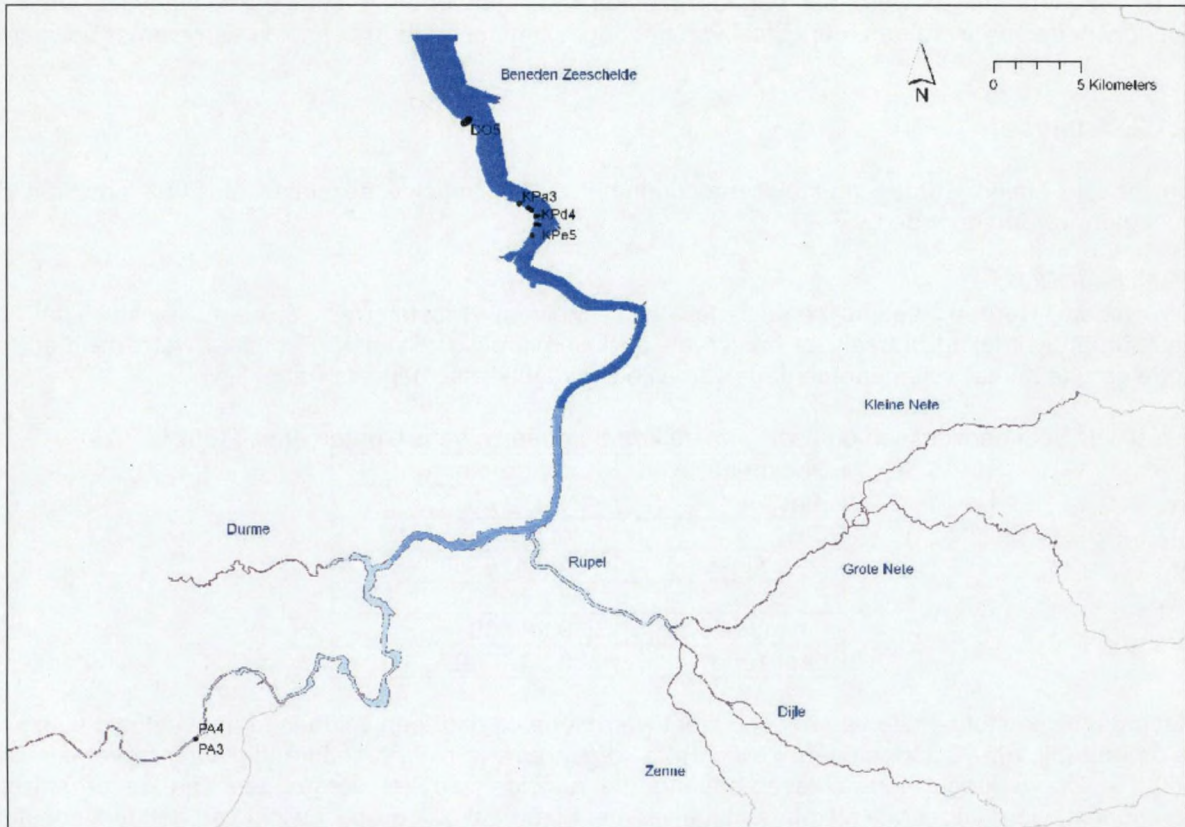 Beneden Zeeschelde
N
0 5 Kilometers
DO5
KPa3
KPd4
KPe5
Kleine Nete
Durme
Rupel
Grote Nete
Dijle
PA4
PA3
Zenne